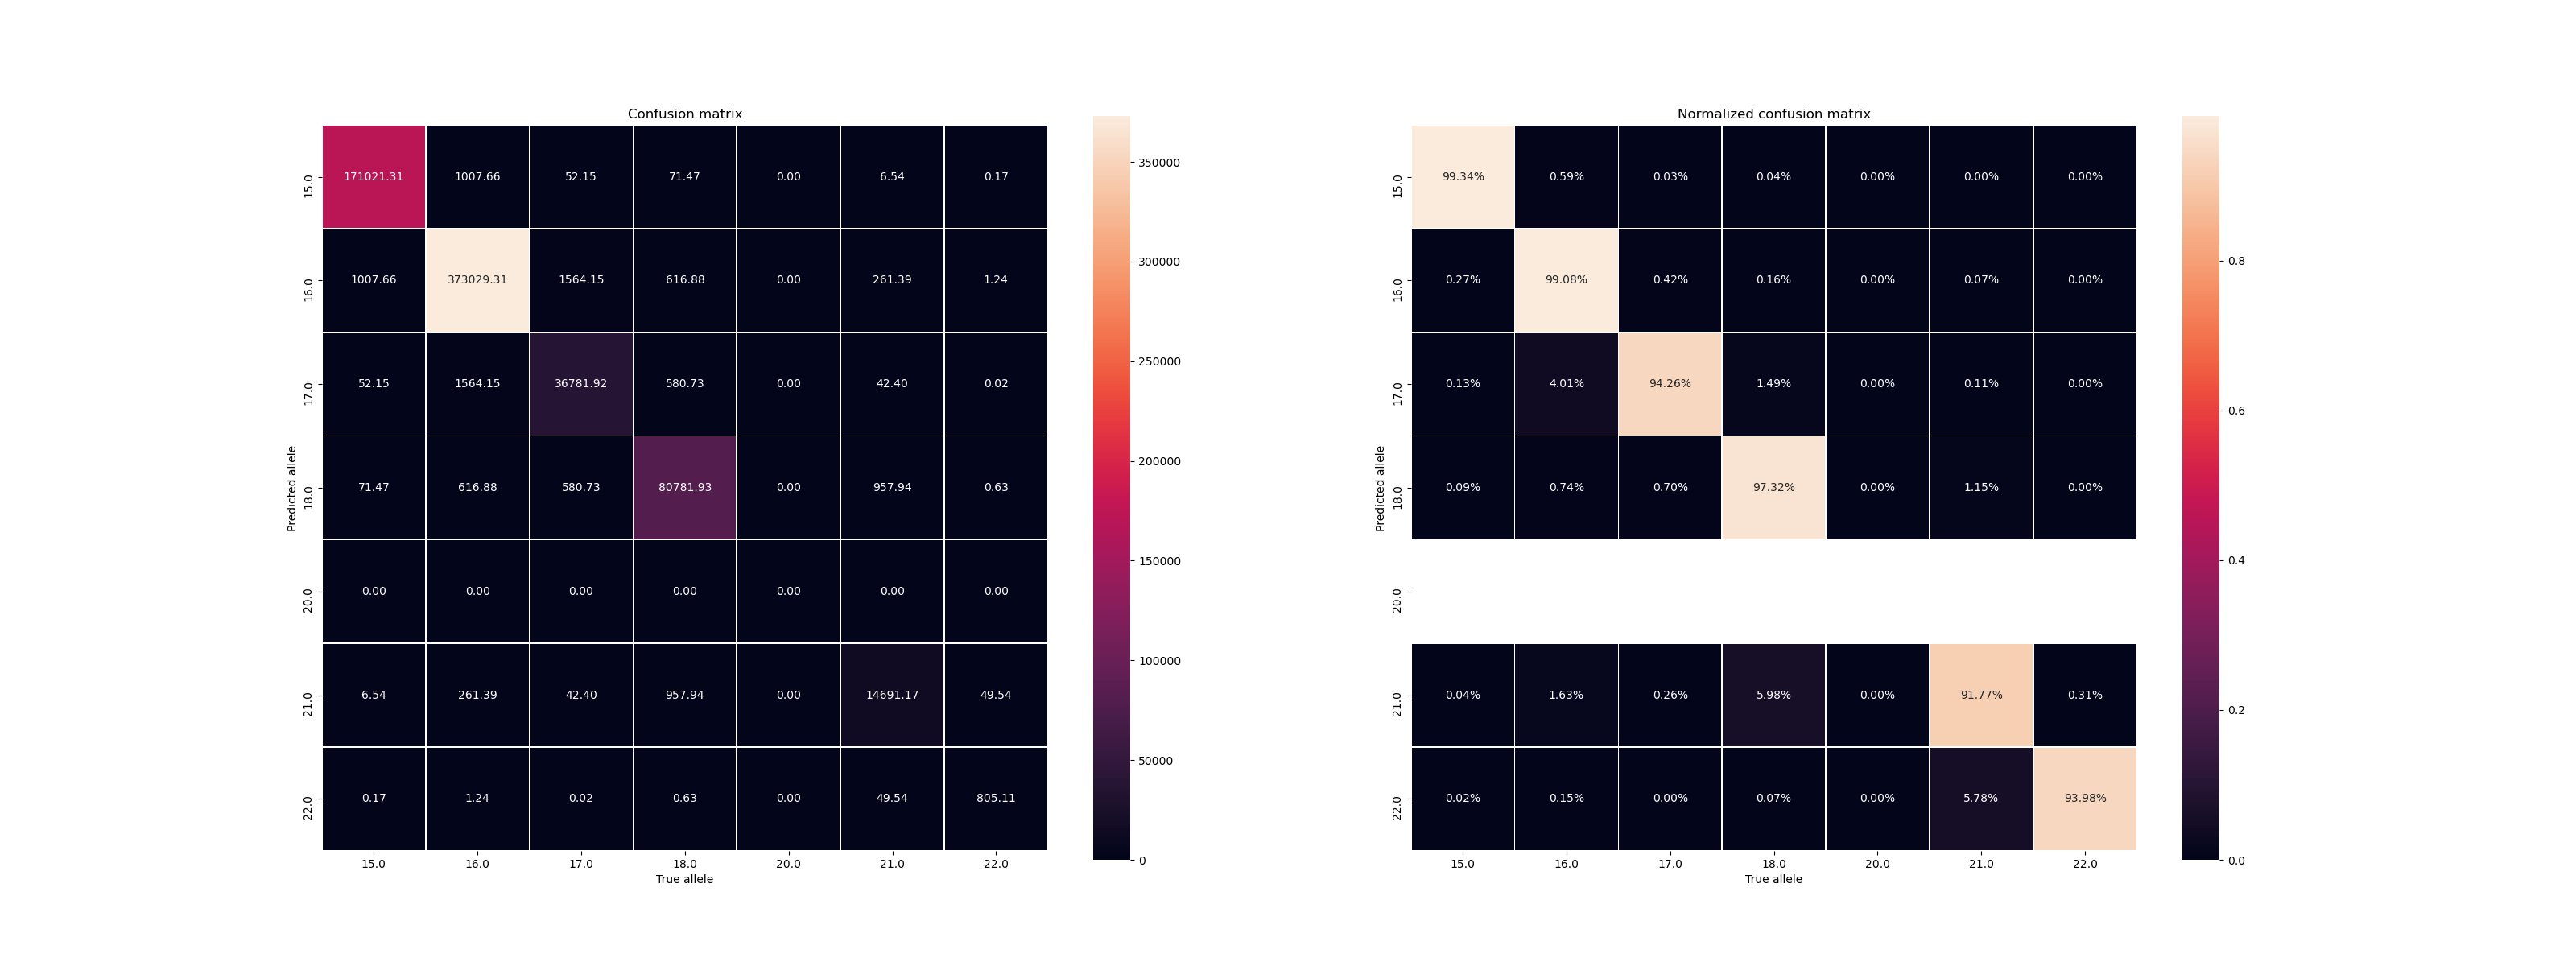 Confusion matrix
15.0 171021.31 1007.66 52.15 71.47 0.00 6.54 0.17
16.0 1007.66 373029.31 1564.15 616.88 0.00 261.39 1.24
17.0 52.15 1564.15 36781.92 580.73 0.00 42.40 0.02
18.0 71.47 616.88 580.73 80781.93 0.00 957.94 0.63
20.0 0.00 0.00 0.00 0.00 0.00 0.00 0.00
21.0 6.54 261.39 42.40 957.94 0.00 14691.17 49.54
22.0 0.17 1.24 0.02 0.63 0.00 49.54 805.11
15.0 16.0 17.0 18.0 20.0 21.0 22.0
Predicted allele
True allele
350000
300000
250000
200000
150000
100000
50000
0
Normalized confusion matrix
15.0 99.34% 0.59% 0.03% 0.04% 0.00% 0.00% 0.00%
16.0 0.27% 99.08% 0.42% 0.16% 0.00% 0.07% 0.00%
17.0 0.13% 4.01% 94.26% 1.49% 0.00% 0.11% 0.00%
18.0 0.09% 0.74% 0.70% 97.32% 0.00% 1.15% 0.00%
20.0
21.0 0.04% 1.63% 0.26% 5.98% 0.00% 91.77% 0.31%
22.0 0.02% 0.15% 0.00% 0.07% 0.00% 5.78% 93.98%
15.0 16.0 17.0 18.0 20.0 21.0 22.0
Predicted allele
True allele
0.8
0.6
0.4
0.2
0.0